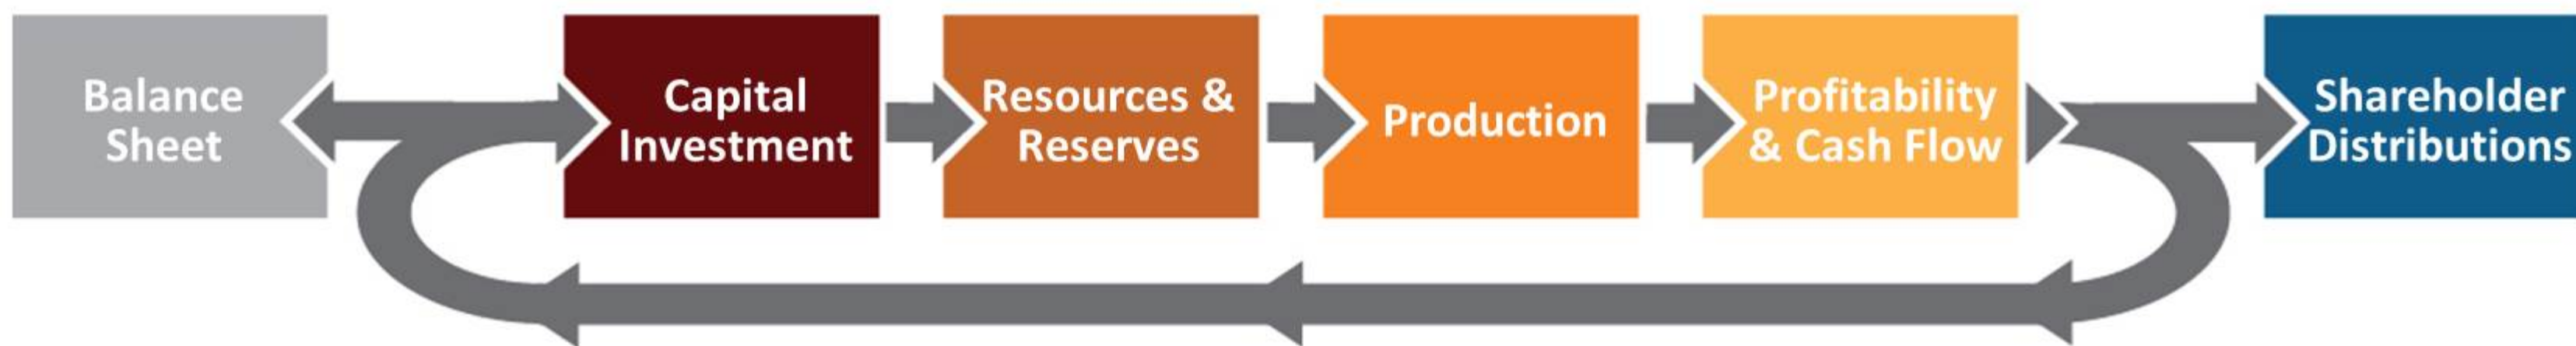 Balance
Sheet
Capital
Investment
Resources &
Reserves
Production
Profitability
& Cash Flow
Shareholder
Distributions